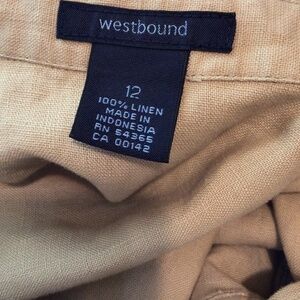 westbound
12
100% LINEN
MADE IN
INDONESIA
RN 54365
CA 00142